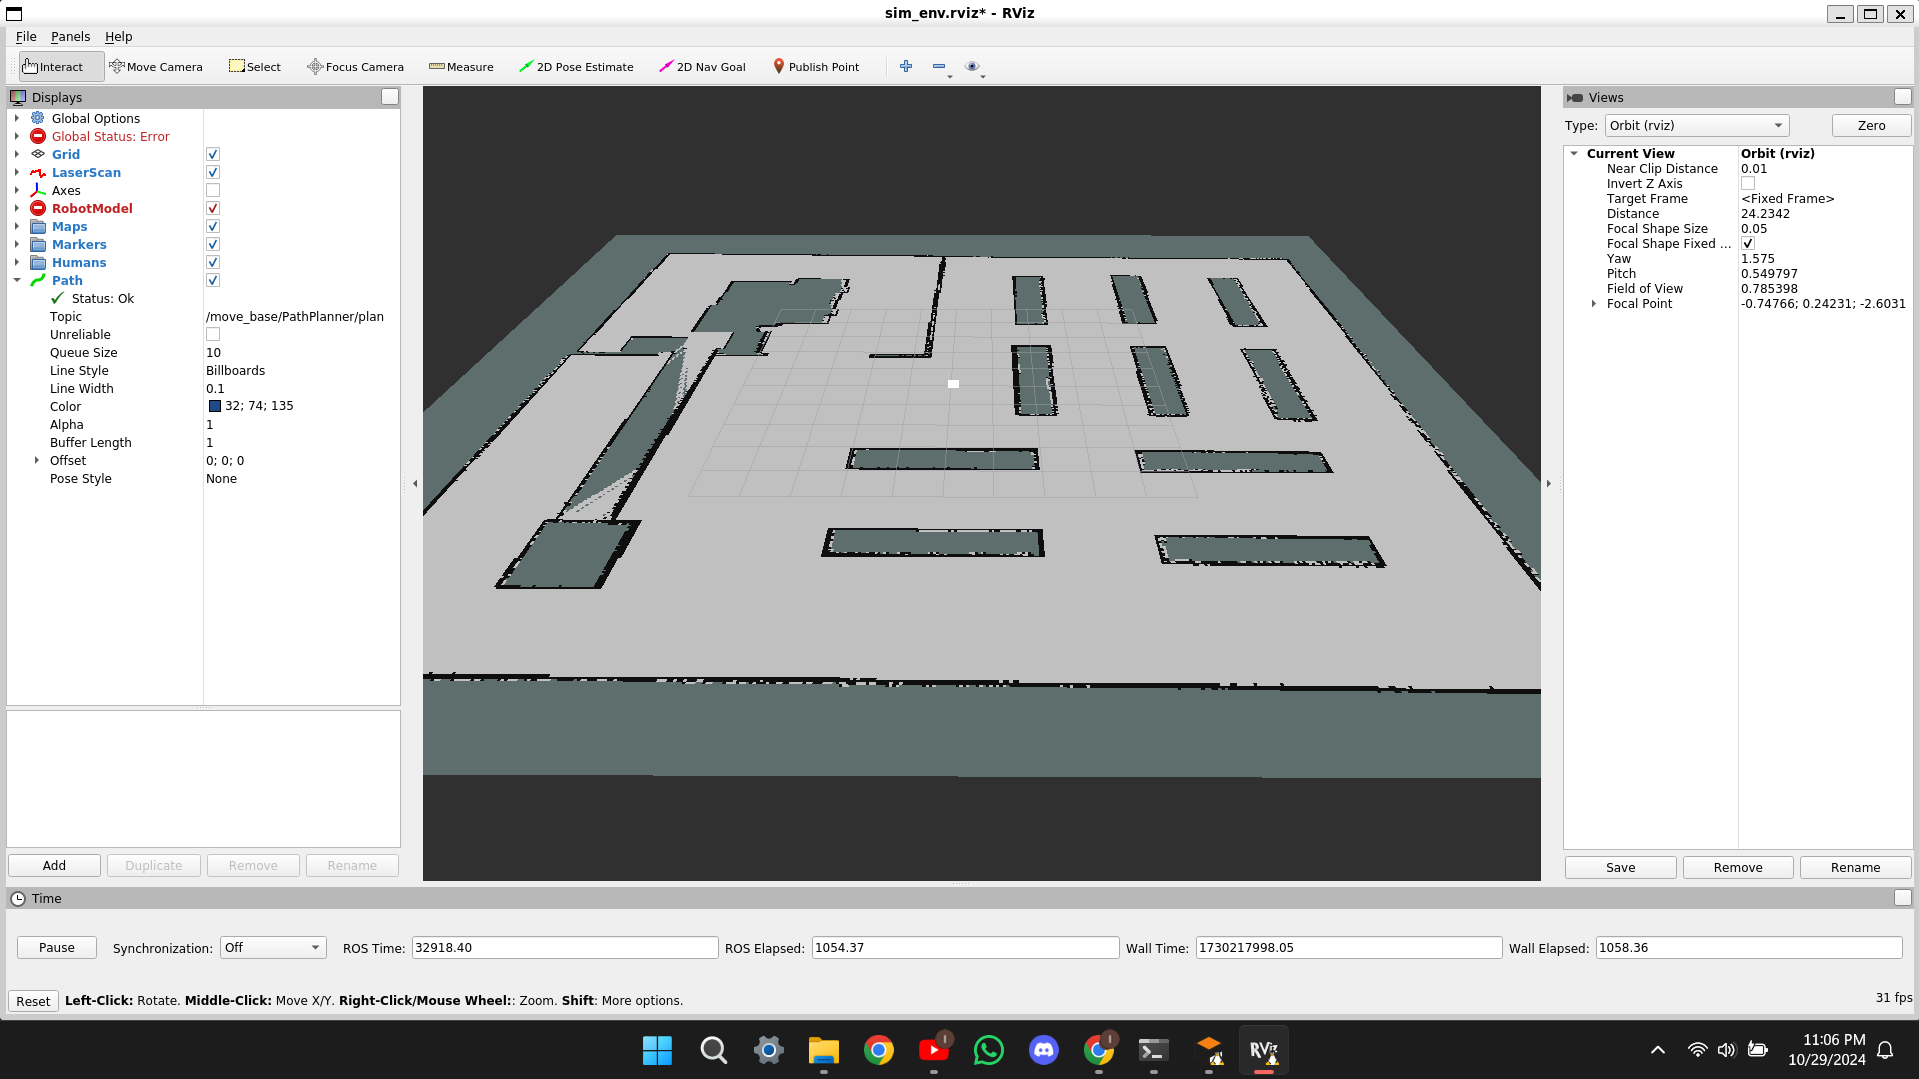 sim_env.rviz* - RViz
File Panels Help
Interact Move Camera Select Focus Camera Measure 2D Pose Estimate 2D Nav Goal Publish Point
Displays
Global Options
Global Status: Error
Grid
LaserScan
Axes
RobotModel
Maps
Markers
Humans
Path
Status: Ok
Topic /move_base/PathPlanner/plan
Unreliable
Queue Size 10
Line Style Billboards
Line Width 0.1
Color 32; 74; 135
Alpha 1
Buffer Length 1
Offset 0; 0; 0
Pose Style None
Add Duplicate Remove Rename
Views
Type: Orbit (rviz) Zero
Current View Orbit (rviz)
Near Clip Distance 0.01
Invert Z Axis
Target Frame <Fixed Frame>
Distance 24.2342
Focal Shape Size 0.05
Focal Shape Fixed ...
Yaw 1.575
Pitch 0.549797
Field of View 0.785398
Focal Point -0.74766; 0.24231; -2.6031
Save Remove Rename
Time
Pause Synchronization: Off ROS Time: 32918.40 ROS Elapsed: 1054.37 Wall Time: 1730217998.05 Wall Elapsed: 1058.36
Reset Left-Click: Rotate. Middle-Click: Move X/Y. Right-Click/Mouse Wheel:: Zoom. Shift: More options. 31 fps
I I RViz
11:06 PM
10/29/2024